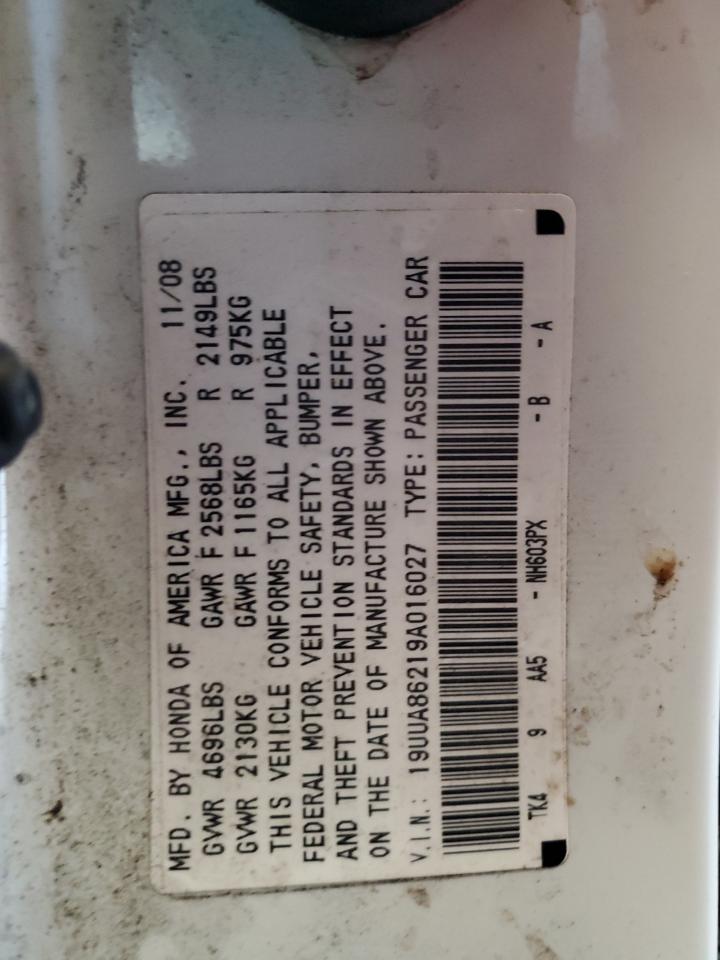 MFD. BY HONDA OF AMERICA MFG., INC. 11/08
GVWR 4696LBS GAWR F 2568LBS R 2149LBS
GVWR 2130KG GAWR F 1165KG R 975KG
THIS VEHICLE CONFORMS TO ALL APPLICABLE
FEDERAL MOTOR VEHICLE SAFETY, BUMPER,
AND THEFT PREVENTION STANDARDS IN EFFECT
ON THE DATE OF MANUFACTURE SHOWN ABOVE.
V.I.N.: 19UUA86219A016027 TYPE: PASSENGER CAR
TK4 9 AA5 - NH603PX - B - A